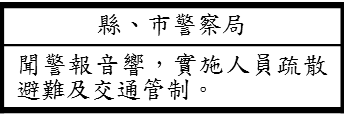 縣、市警察局
聞警報音響，實施人員疏散
避難及交通管制。